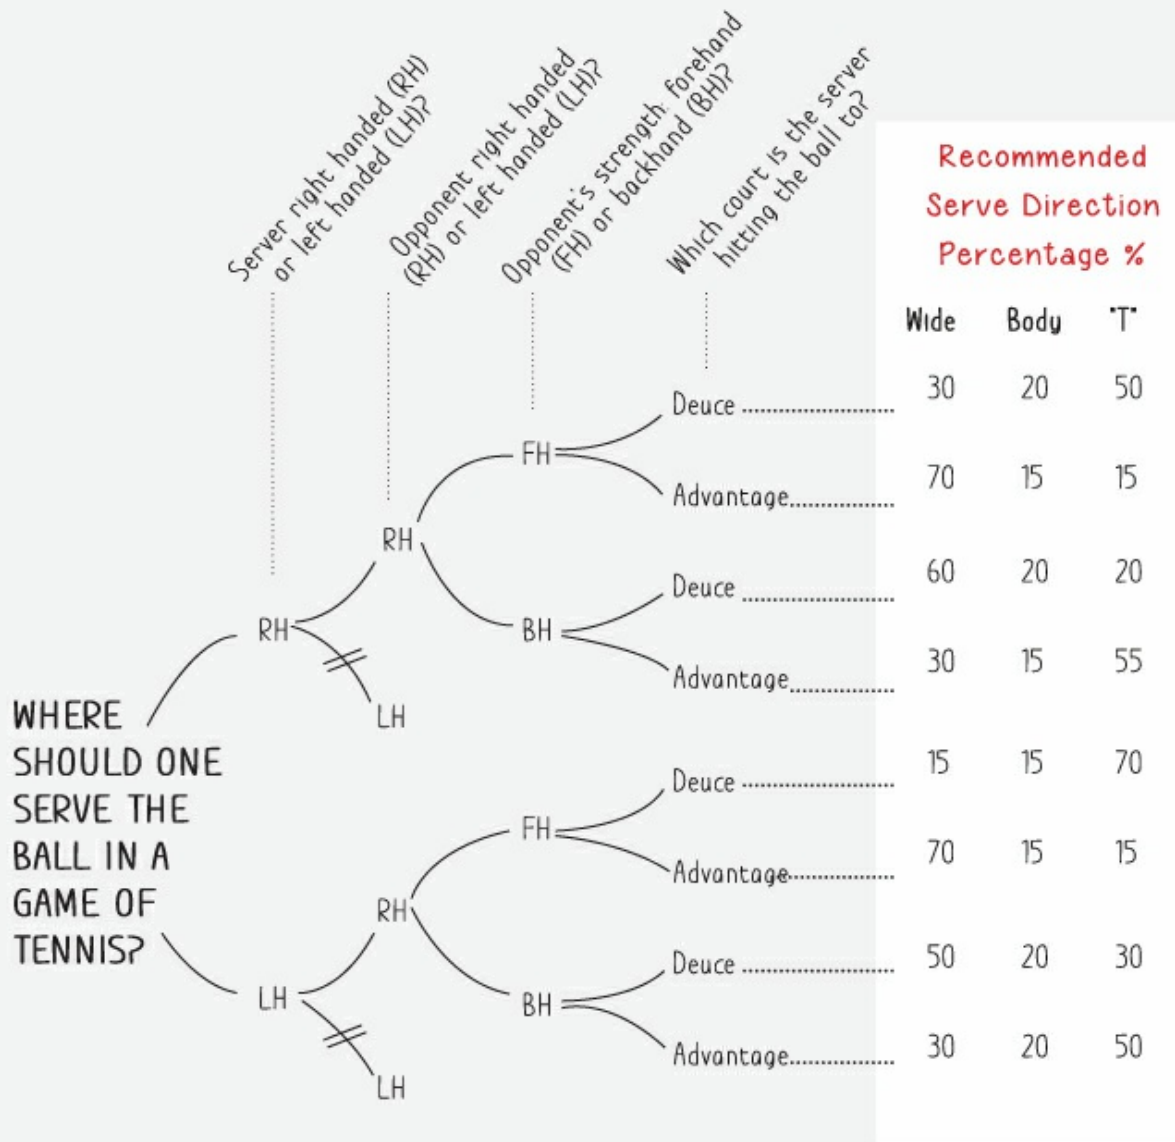 Server right handed (RH)
or left handed (LH)?
Opponent right handed
(RH) or left handed (LH)?
Opponent's strength: forehand
(FH) or backhand (BH)?
Which court is the server
hitting the ball to?
Recommended
Serve Direction
Percentage %
Wide Body "T"
Deuce 30 20 50
FH
Advantage 70 15 15
RH
Deuce 60 20 20
RH
BH
Advantage 30 15 55
LH
WHERE
SHOULD ONE
SERVE THE
BALL IN A
GAME OF
TENNIS?
Deuce 15 15 70
FH
Advantage 70 15 15
RH
Deuce 50 20 30
LH
BH
Advantage 30 20 50
LH